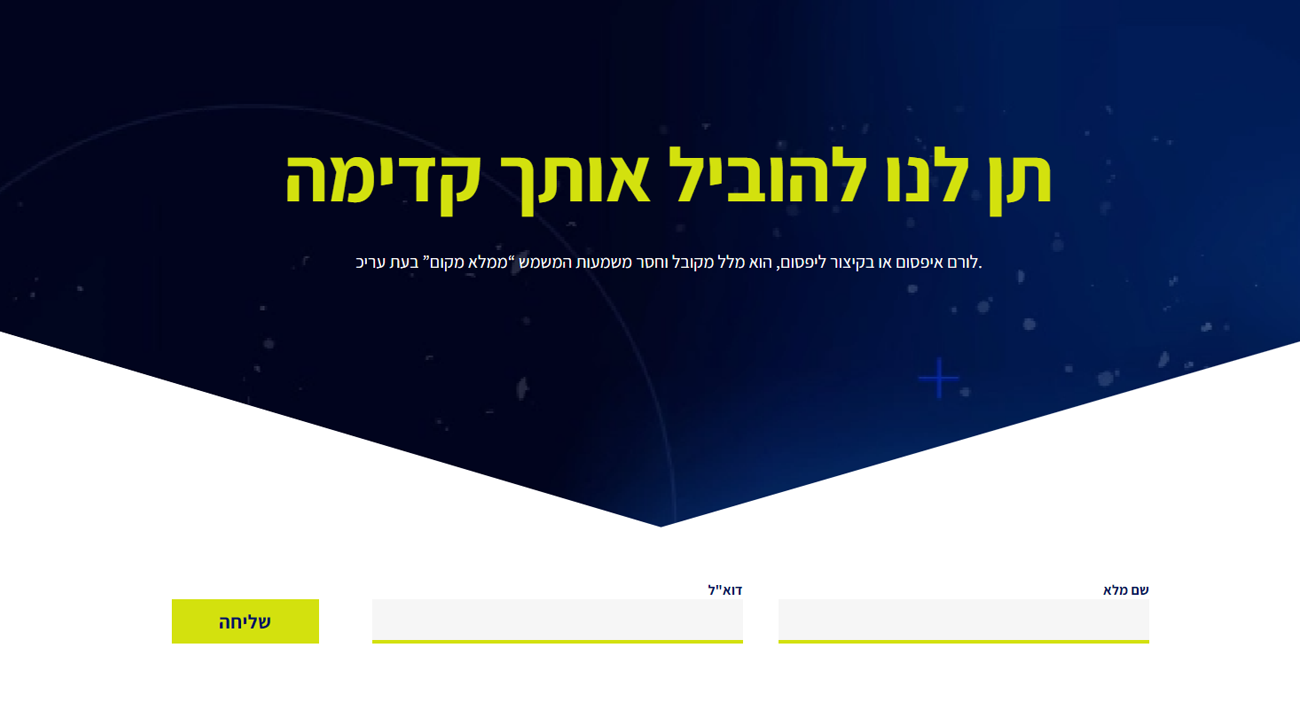 תן לנו להוביל אותך קדימה
לורם איפסום או בקיצור ליפסום, הוא מלל מקובל וחסר משמעות המשמש “ממלא מקום” בעת עריכ.
שם מלא
דוא"ל
שליחה